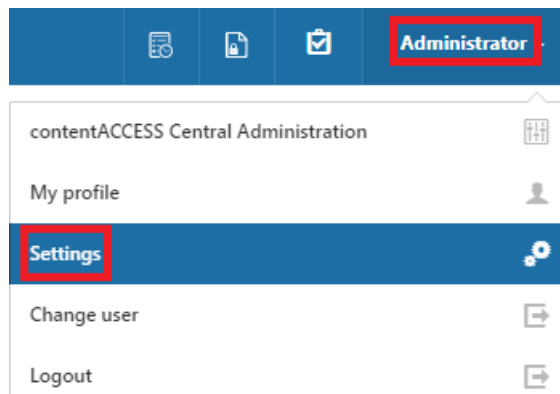 Administrator
contentACCESS Central Administration
My profile
Settings
Change user
Logout